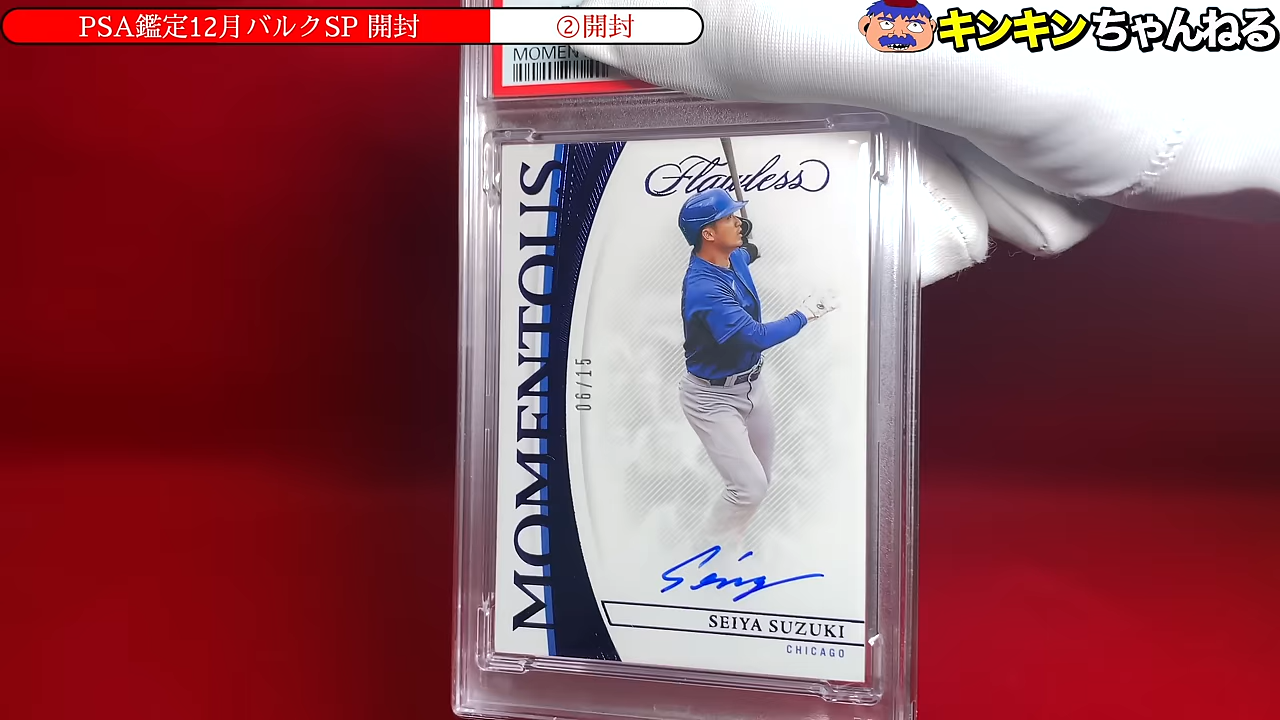 PSA鑑定12月バルクSP 開封
②開封
キンキンちゃんねる
MOMEN
Flawless
MOMENTOUS
06/15
Seiya
SEIYA SUZUKI
CHICAGO